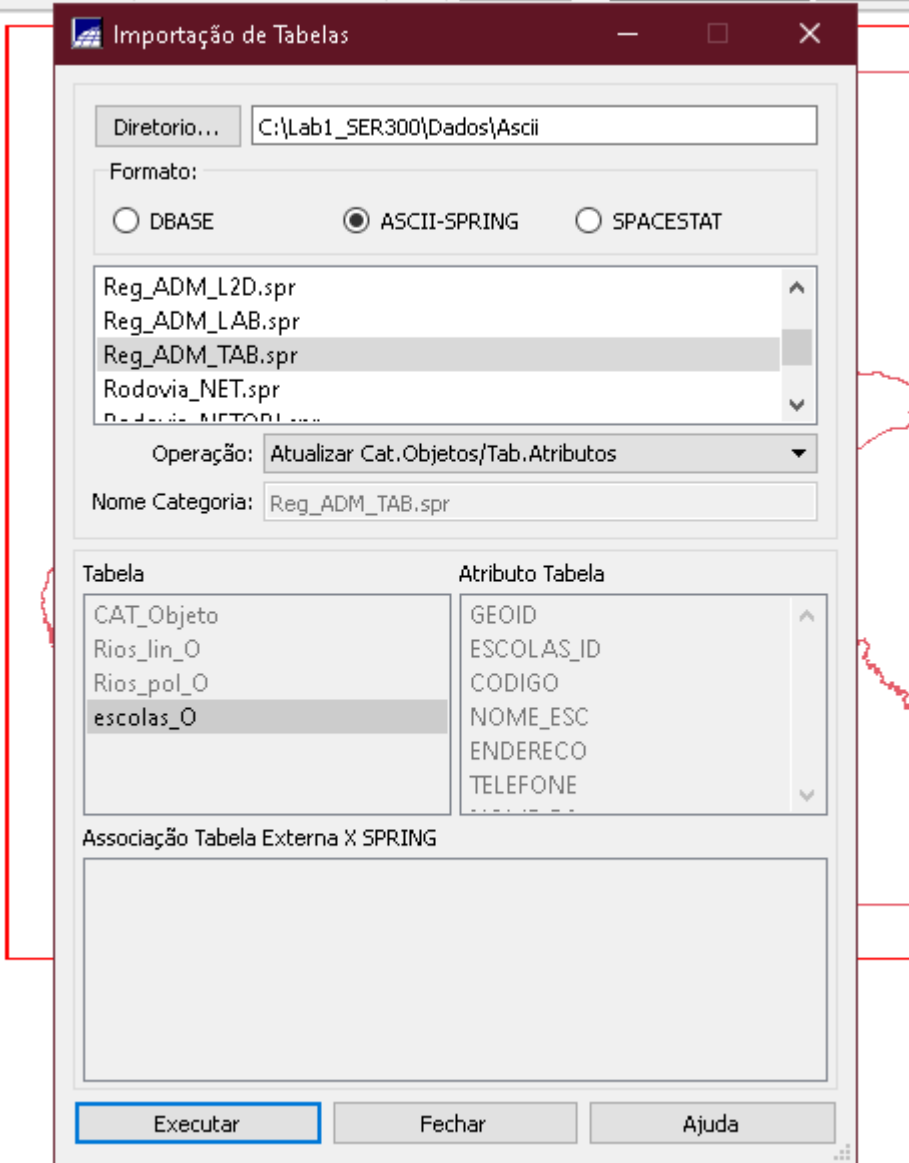 Importação de Tabelas
Diretorio... C:\Lab1_SER300\Dados\Ascii
Formato:
DBASE ASCII-SPRING SPACESTAT
Reg_ADM_L2D.spr
Reg_ADM_LAB.spr
Reg_ADM_TAB.spr
Rodovia_NET.spr
Operação: Atualizar Cat.Objetos/Tab.Atributos
Nome Categoria: Reg_ADM_TAB.spr
Tabela
CAT_Objeto
Rios_lin_O
Rios_pol_O
escolas_O
Atributo Tabela
GEOID
ESCOLAS_ID
CODIGO
NOME_ESC
ENDERECO
TELEFONE
Associação Tabela Externa X SPRING
Executar Fechar Ajuda